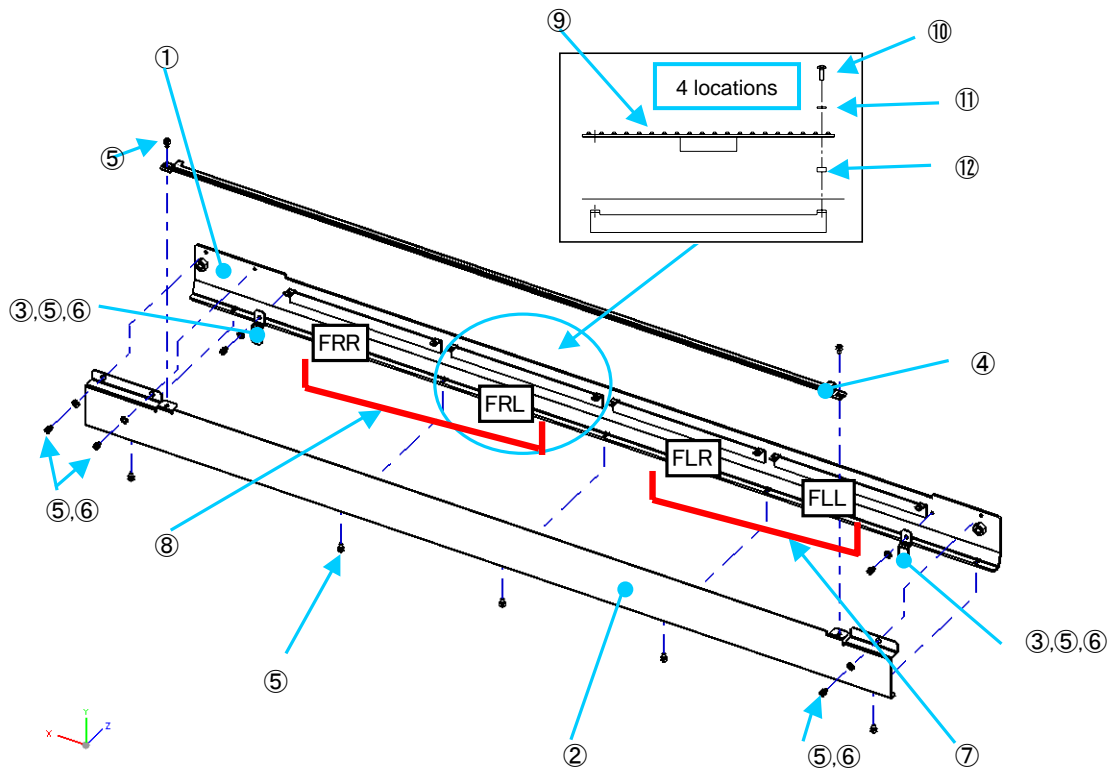 ⑨
⑩
①
4 locations
⑪
⑤
⑫
③,⑤,⑥
FRR
④
FRL
FLR
FLL
⑤,⑥
⑧
③,⑤,⑥
⑤
Y
Z
X
②
⑤,⑥
⑦